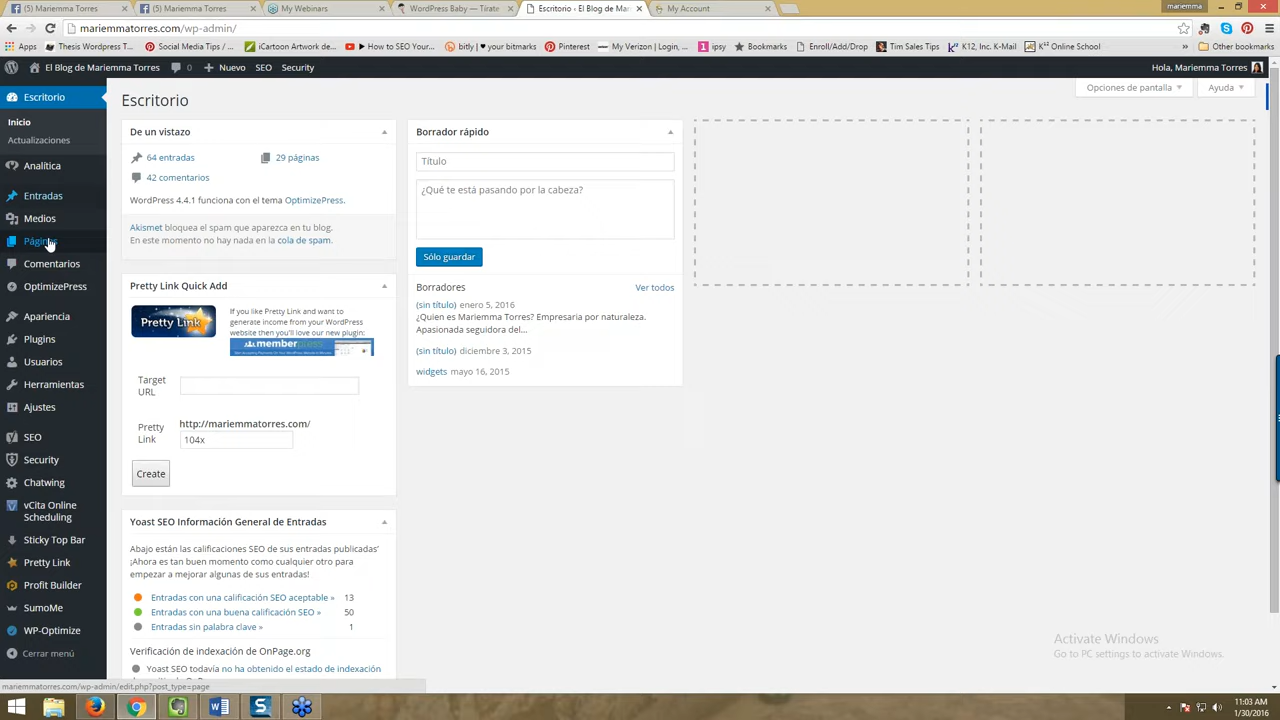 (5) Mariemma Torres
(5) Mariemma Torres
My Webinars
WordPress Baby — Tírate
Escritorio ‹ El Blog de Mari
My Account
mariemma
mariemmatorres.com/wp-admin/
Apps
Thesis Wordpress T
Social Media Tips / ...
iCartoon Artwork de...
How to SEO Your...
bitly | ♥ your bitmarks
Pinterest
My Verizon | Login, ...
ipsy
Bookmarks
Enroll/Add/Drop
Tim Sales Tips
K12, Inc. K-Mail
K¹² Online School
»
Other bookmarks
El Blog de Mariemma Torres
0
Nuevo
SEO
Security
Hola, Mariemma Torres
Escritorio
Inicio
Actualizaciones
Analítica
Entradas
Medios
Páginas
Comentarios
OptimizePress
Apariencia
Plugins
Usuarios
Herramientas
Ajustes
SEO
Security
Chatwing
vCita Online
Scheduling
Sticky Top Bar
Pretty Link
Profit Builder
SumoMe
WP-Optimize
Cerrar menú
Opciones de pantalla
Ayuda
Escritorio
De un vistazo
64 entradas
29 páginas
42 comentarios
WordPress 4.4.1 funciona con el tema OptimizePress.
Akismet bloquea el spam que aparezca en tu blog.
En este momento no hay nada en la cola de spam.
Pretty Link Quick Add
Pretty Link
If you like Pretty Link and want to
generate income from your WordPress
website then you'll love our new plugin:
memberpress
Target
URL
Pretty
Link
http://mariemmatorres.com/
104x
Create
Yoast SEO Información General de Entradas
Abajo están las calificaciones SEO de sus entradas publicadas'
¡Ahora es tan buen momento como cualquier otro para
empezar a mejorar algunas de sus entradas!
Entradas con una calificación SEO aceptable » 13
Entradas con una buena calificación SEO » 50
Entradas sin palabra clave » 1
Verificación de indexación de OnPage.org
Yoast SEO todavía no ha obtenido el estado de indexación
Borrador rápido
Título
¿Qué te está pasando por la cabeza?
Sólo guardar
Borradores
Ver todos
(sin título) enero 5, 2016
¿Quien es Mariemma Torres? Empresaria por naturaleza.
Apasionada seguidora del...
(sin título) diciembre 3, 2015
widgets mayo 16, 2015
Activate Windows
Go to PC settings to activate Windows.
mariemmatorres.com/wp-admin/edit.php?post_type=page
11:03 AM
1/30/2016